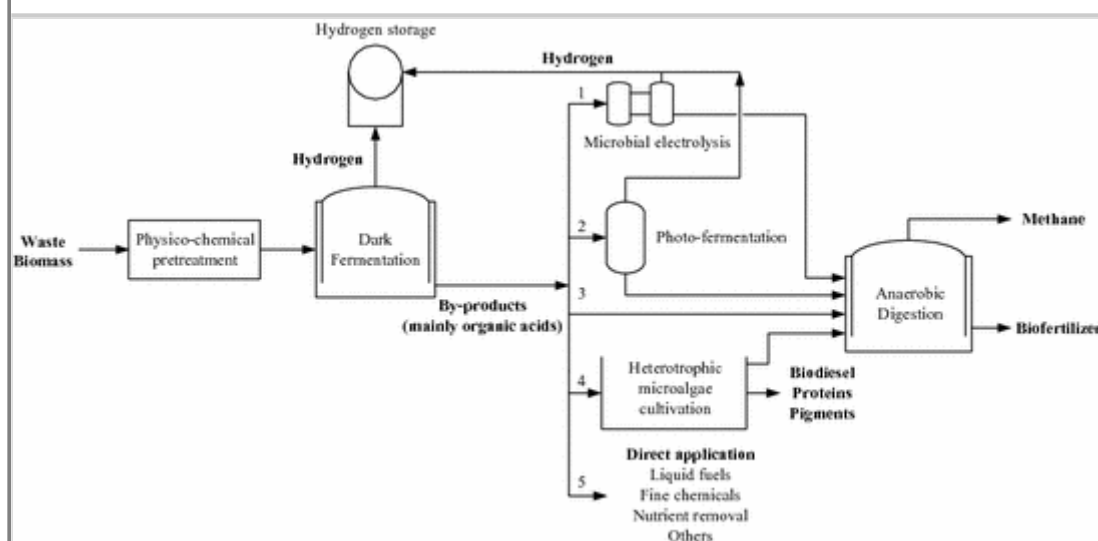 Hydrogen storage
Hydrogen
1
Microbial electrolysis
Hydrogen
Waste
Biomass
Physico-chemical
pretreatment
Dark
Fermentation
2
Photo-fermentation
Methane
By-products
(mainly organic acids)
3
Anaerobic
Digestion
Biofertilizer
4
Heterotrophic
microalgae
cultivation
Biodiesel
Proteins
Pigments
5
Direct application
Liquid fuels
Fine chemicals
Nutrient removal
Others